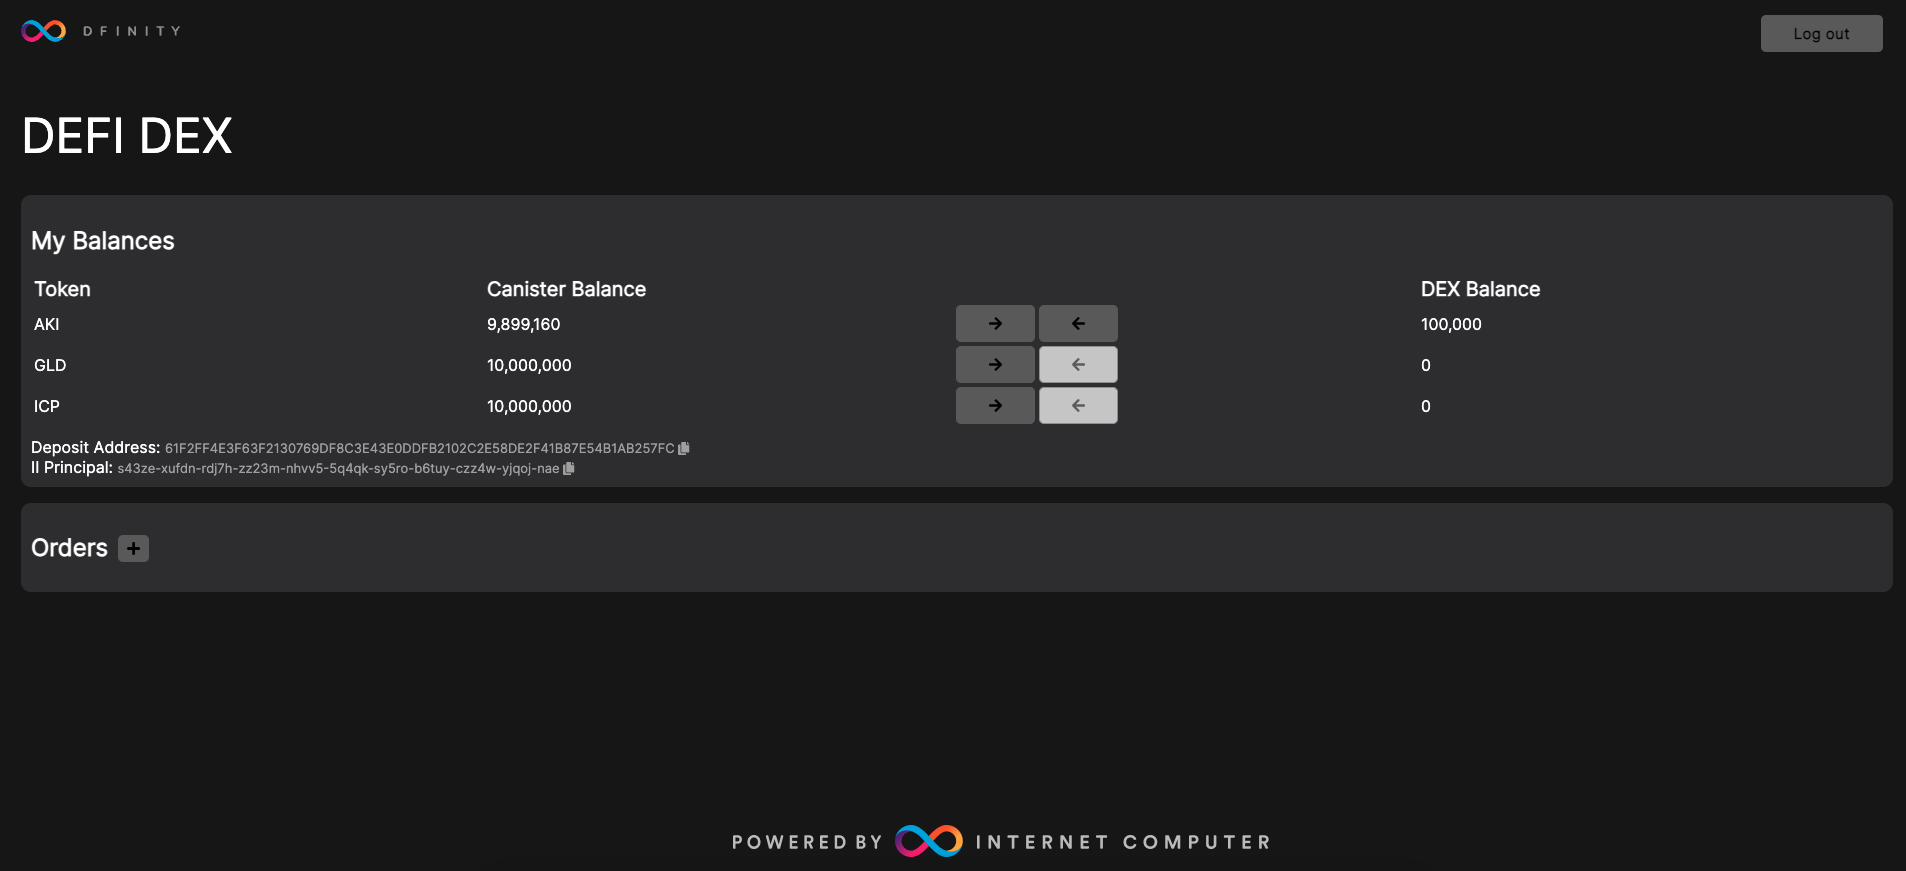 DFINITY
Log out
DEFI DEX
My Balances
Token Canister Balance DEX Balance
AKI 9,899,160 100,000
GLD 10,000,000 0
ICP 10,000,000 0
Deposit Address: 61F2FF4E3F63F2130769DF8C3E43E0DDFB2102C2E58DE2F41B87E54B1AB257FC
II Principal: s43ze-xufdn-rdj7h-zz23m-nhvv5-5q4qk-sy5ro-b6tuy-czz4w-yjqoj-nae
Orders +
POWERED BY INTERNET COMPUTER